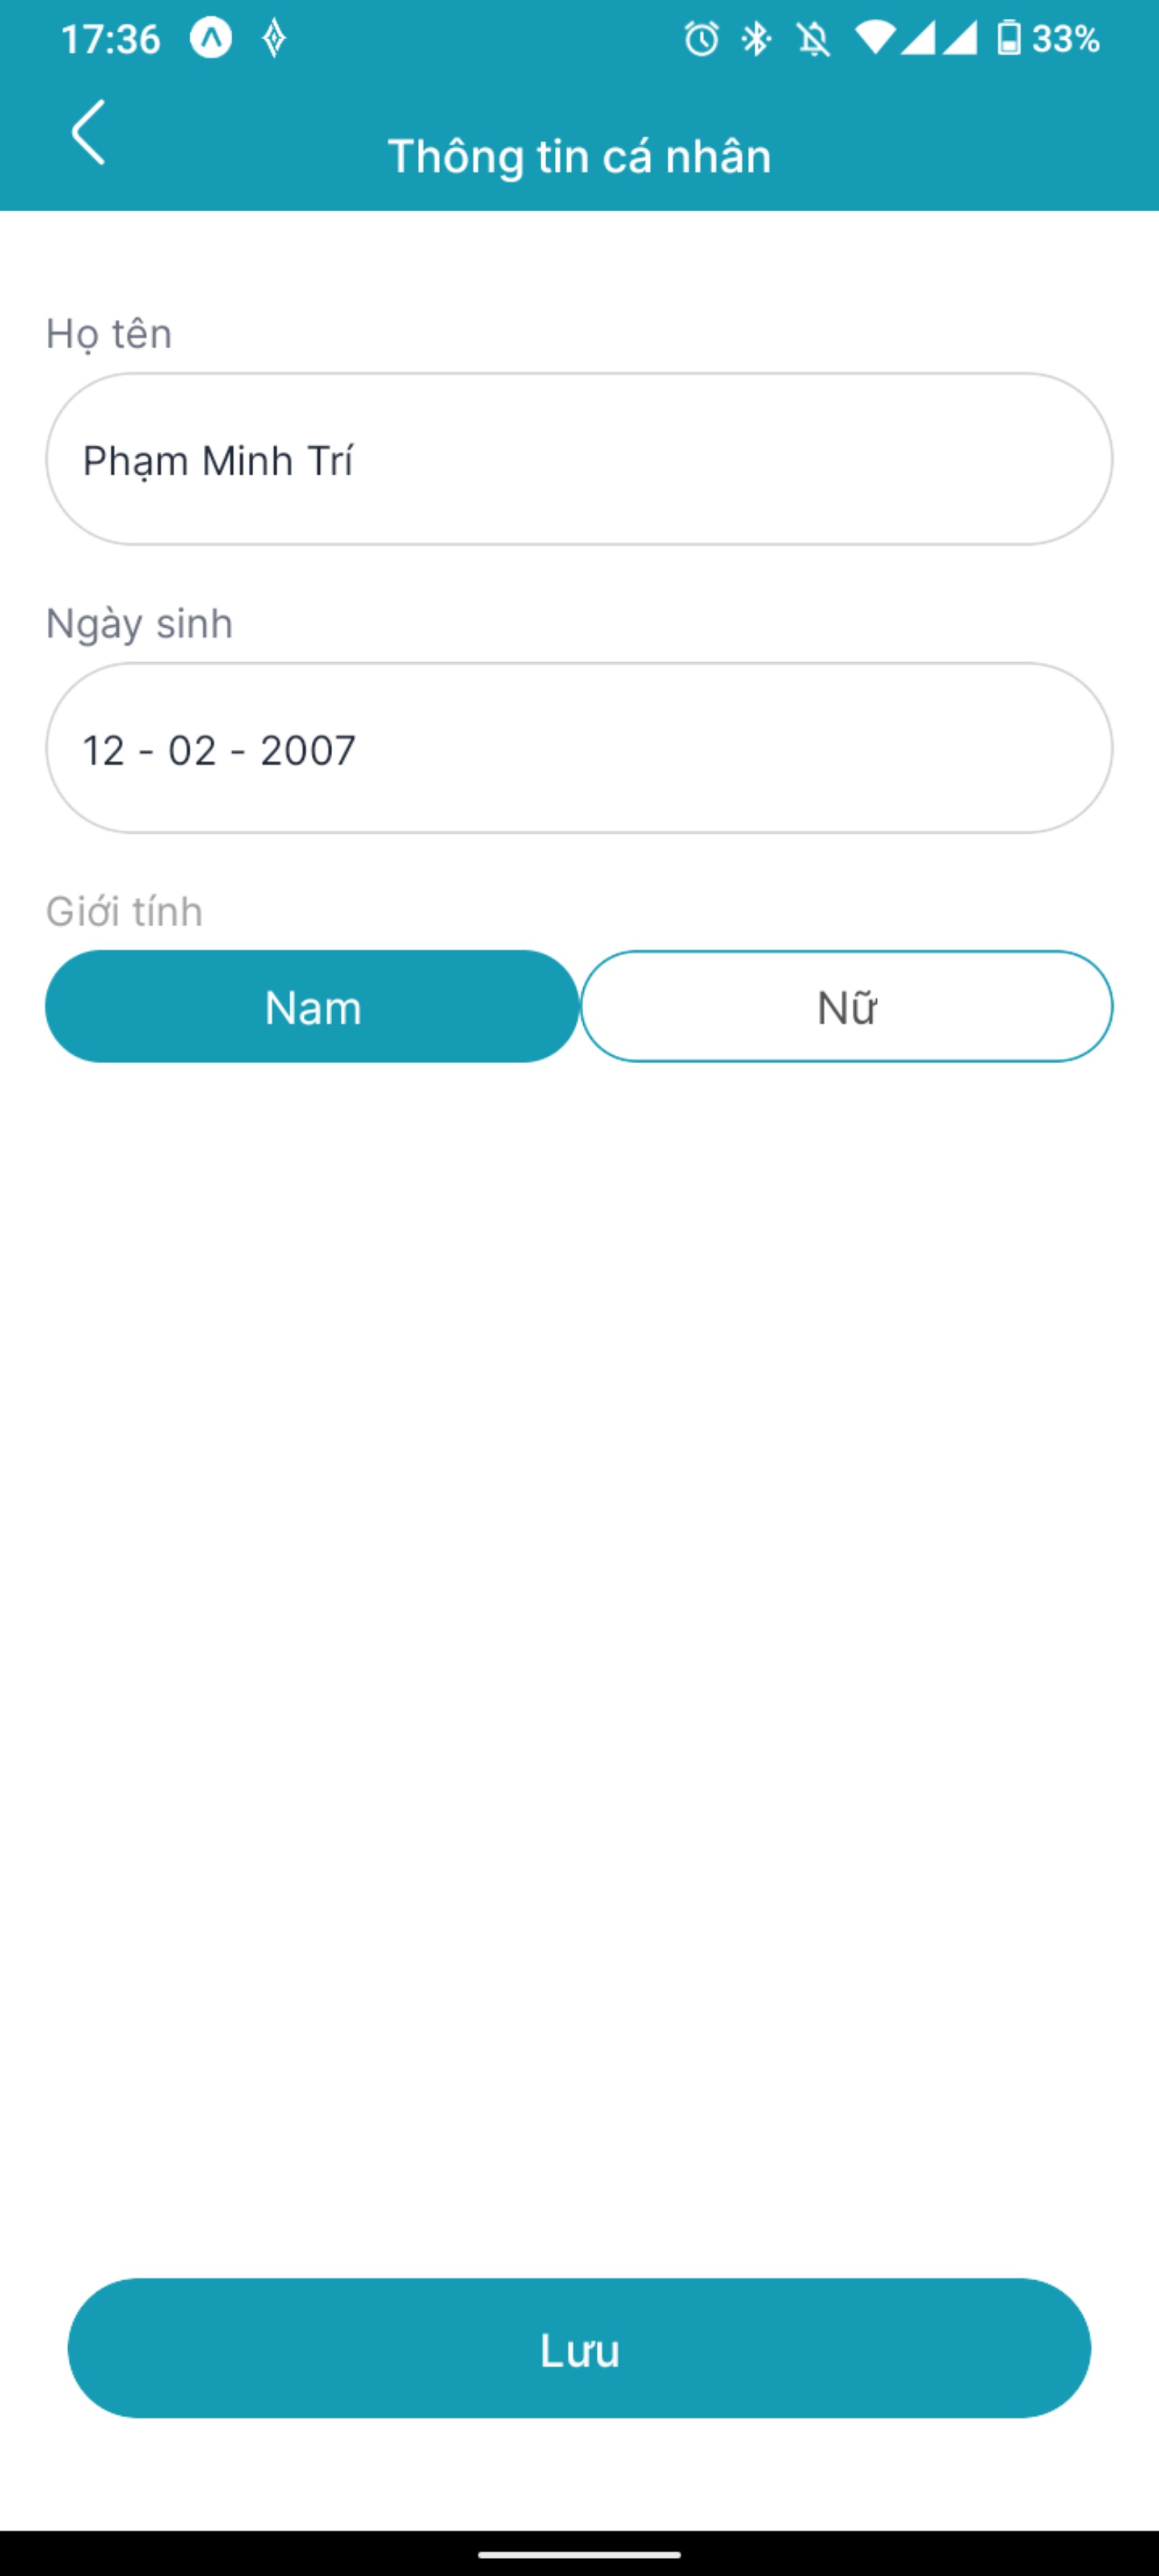 17:36 33%
Thông tin cá nhân
Họ tên
Phạm Minh Trí
Ngày sinh
12 - 02 - 2007
Giới tính
Nam Nữ
Lưu